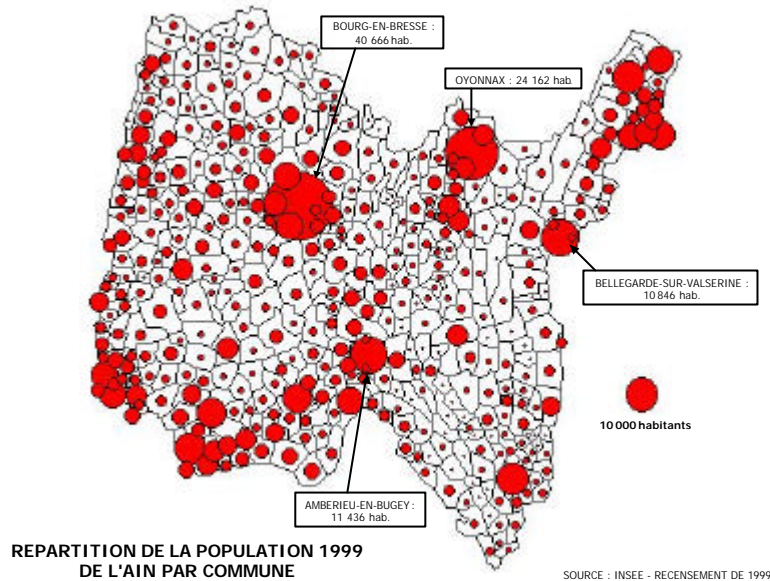 BOURG-EN-BRESSE :
40 666 hab.
OYONNAX : 24 162 hab.
BELLEGARDE-SUR-VALSERINE :
10 846 hab.
10 000 habitants
AMBERIEU-EN-BUGEY :
11 436 hab.
REPARTITION DE LA POPULATION 1999
DE L'AIN PAR COMMUNE
SOURCE : INSEE - RECENSEMENT DE 1999